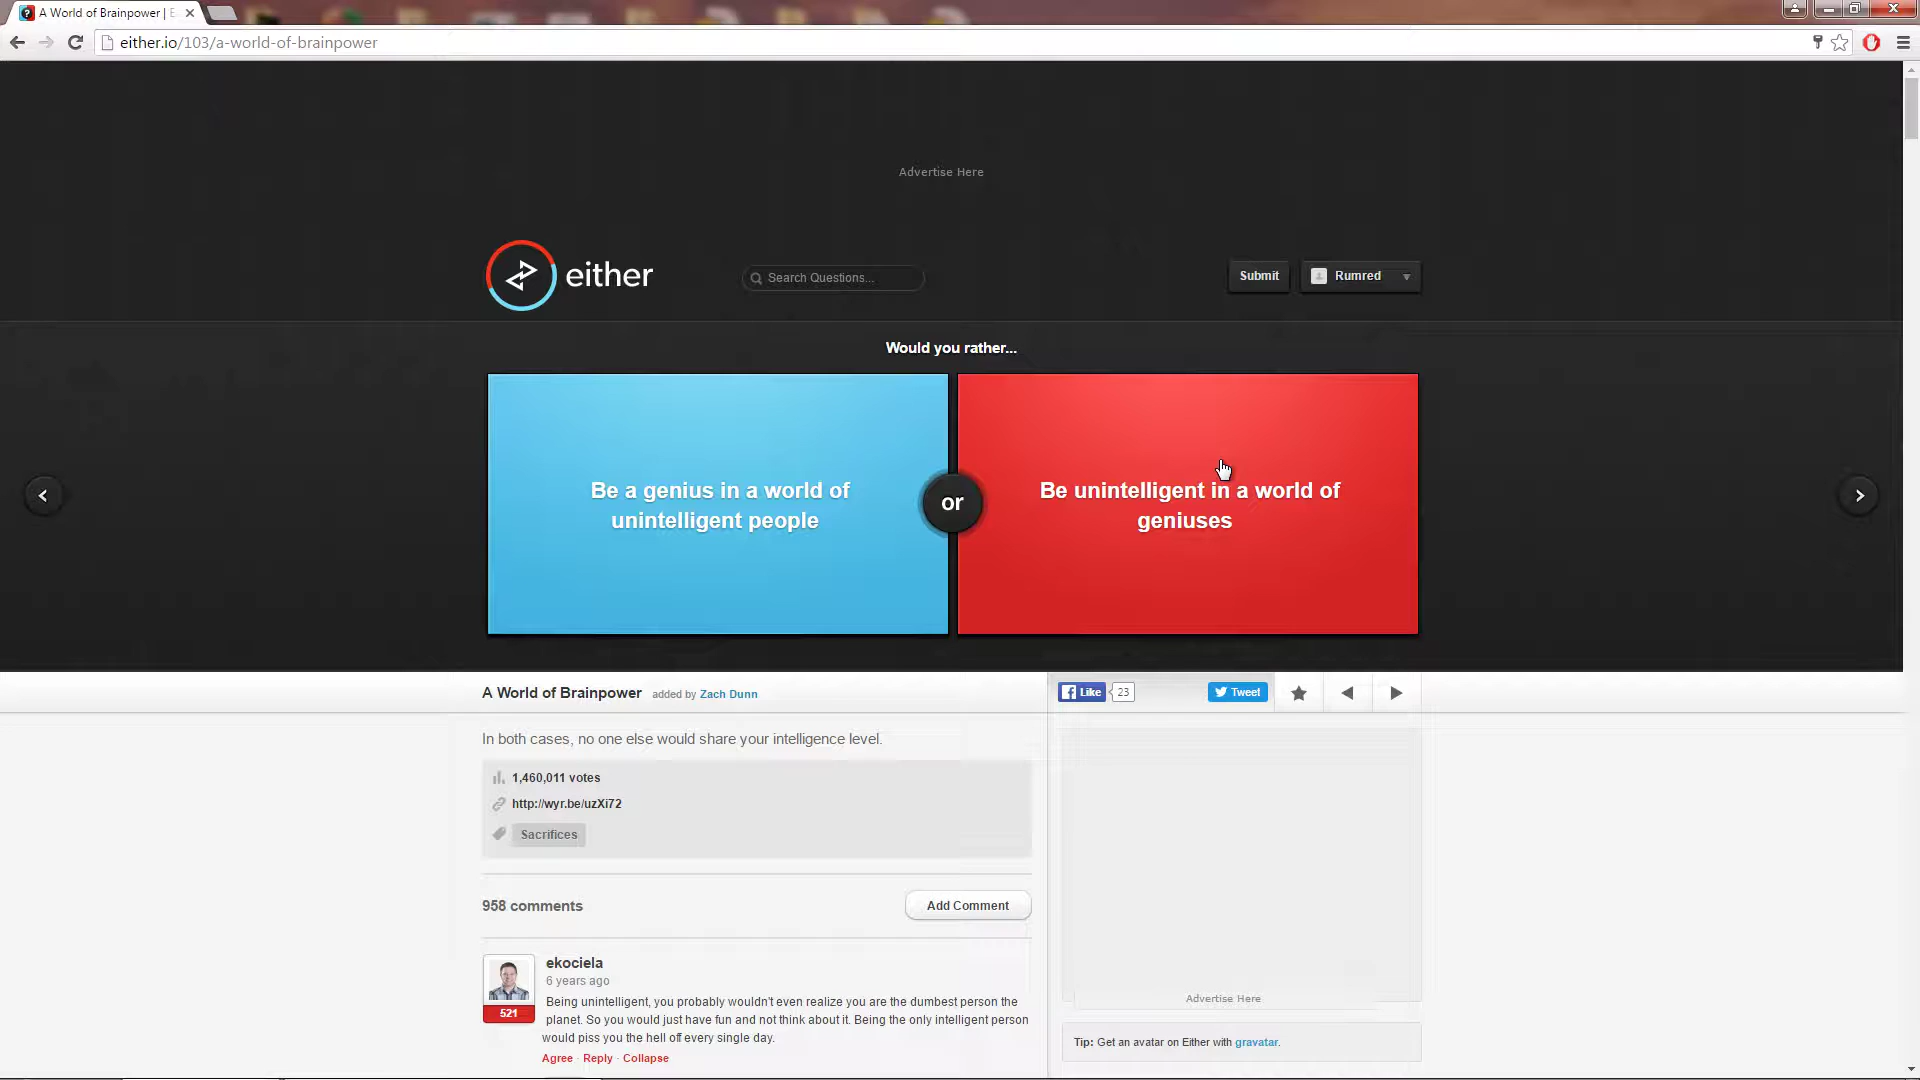 A World of Brainpower | E
either.io/103/a-world-of-brainpower
Advertise Here
either
Search Questions...
Submit
Rumred
Would you rather...
Be a genius in a world of
unintelligent people
or
Be unintelligent in a world of
geniuses
A World of Brainpower added by Zach Dunn
Like 23
Tweet
In both cases, no one else would share your intelligence level.
1,460,011 votes
http://wyr.be/uzXi72
Sacrifices
958 comments
Add Comment
ekociela
6 years ago
521
Being unintelligent, you probably wouldn't even realize you are the dumbest person the
planet. So you would just have fun and not think about it. Being the only intelligent person
would piss you the hell off every single day.
Agree · Reply · Collapse
Advertise Here
Tip: Get an avatar on Either with gravatar.